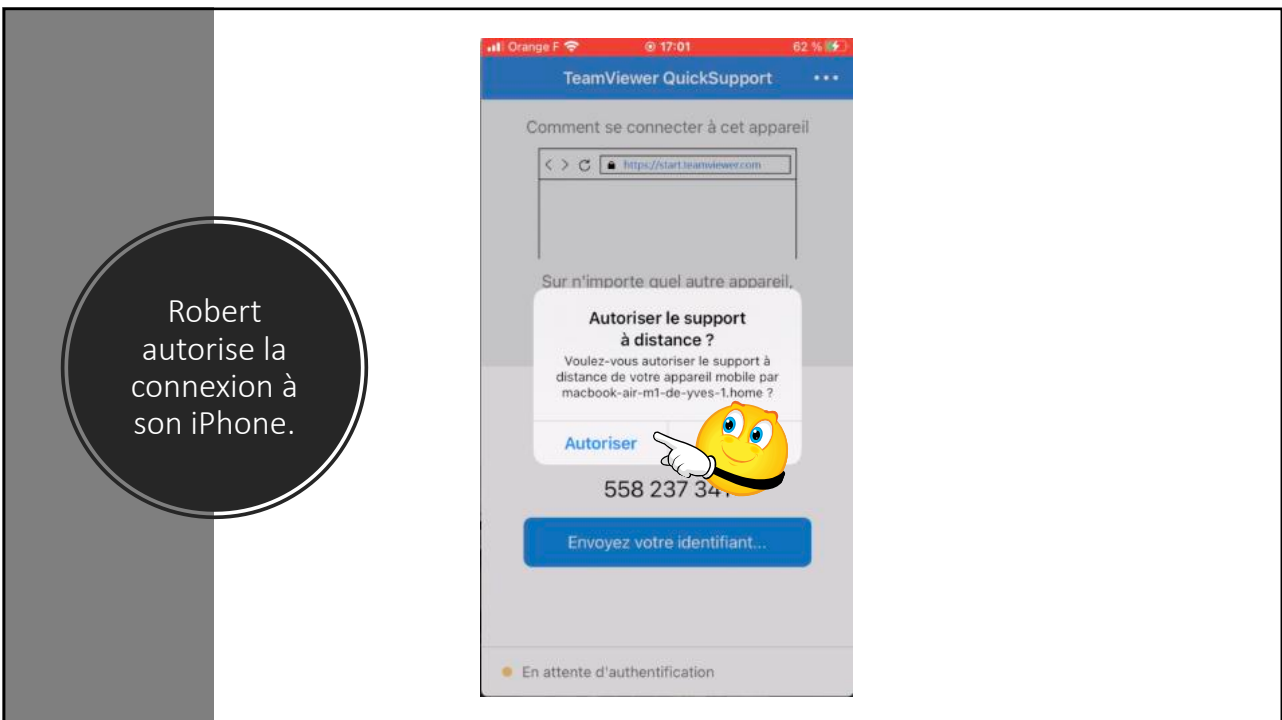 Robert
autorise la
connexion à
son iPhone.
Orange F 17:01 62 %
TeamViewer QuickSupport ...
Comment se connecter à cet appareil
https://start.teamviewer.com
Sur n'importe quel autre appareil,
Autoriser le support
à distance ?
Voulez-vous autoriser le support à
distance de votre appareil mobile par
macbook-air-m1-de-yves-1.home ?
Autoriser
558 237 34
Envoyez votre identifiant...
En attente d'authentification